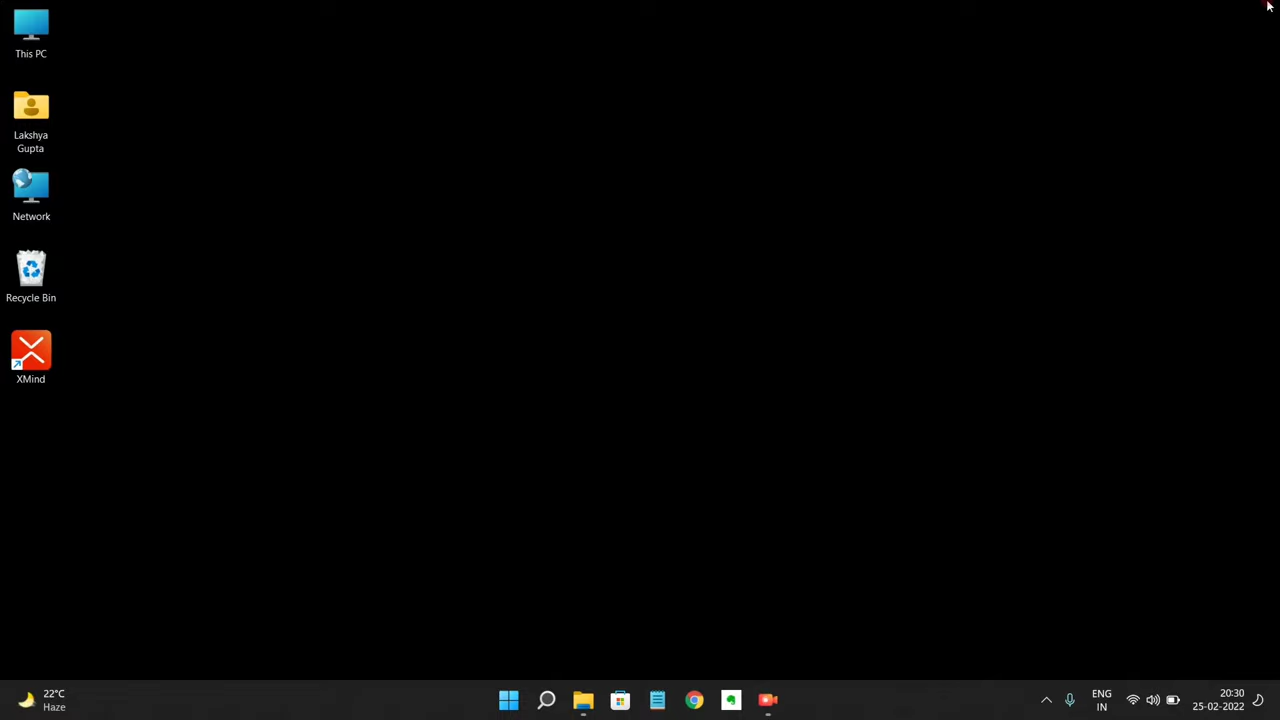 This PC
Lakshya
Gupta
Network
Recycle Bin
XMind
22°C
Haze
ENG
IN
20:30
25-02-2022